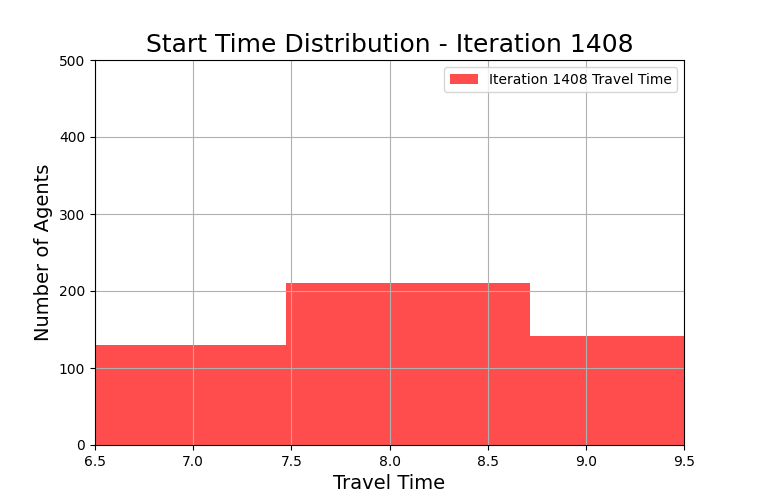 Start Time Distribution - Iteration 1408
Iteration 1408 Travel Time
Number of Agents
500
400
300
200
100
0
6.5 7.0 7.5 8.0 8.5 9.0 9.5
Travel Time